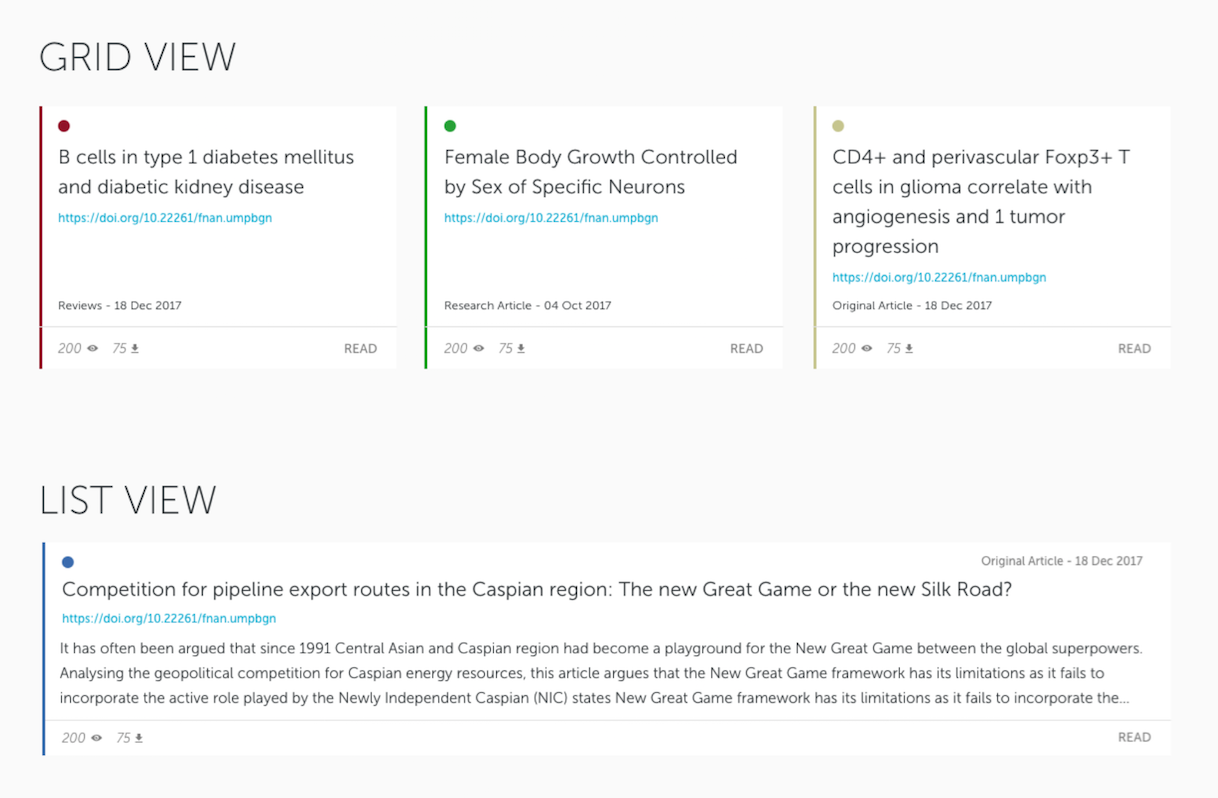 GRID VIEW
B cells in type 1 diabetes mellitus
and diabetic kidney disease
https://doi.org/10.22261/fnan.umpbgn
Reviews - 18 Dec 2017
200 75 READ
Female Body Growth Controlled
by Sex of Specific Neurons
https://doi.org/10.22261/fnan.umpbgn
Research Article - 04 Oct 2017
200 75 READ
CD4+ and perivascular Foxp3+ T
cells in glioma correlate with
angiogenesis and 1 tumor
progression
https://doi.org/10.22261/fnan.umpbgn
Original Article - 18 Dec 2017
200 75 READ
LIST VIEW
Original Article - 18 Dec 2017
Competition for pipeline export routes in the Caspian region: The new Great Game or the new Silk Road?
https://doi.org/10.22261/fnan.umpbgn
It has often been argued that since 1991 Central Asian and Caspian region had become a playground for the New Great Game between the global superpowers.
Analysing the geopolitical competition for Caspian energy resources, this article argues that the New Great Game framework has its limitations as it fails to
incorporate the active role played by the Newly Independent Caspian (NIC) states New Great Game framework has its limitations as it fails to incorporate the...
200 75 READ